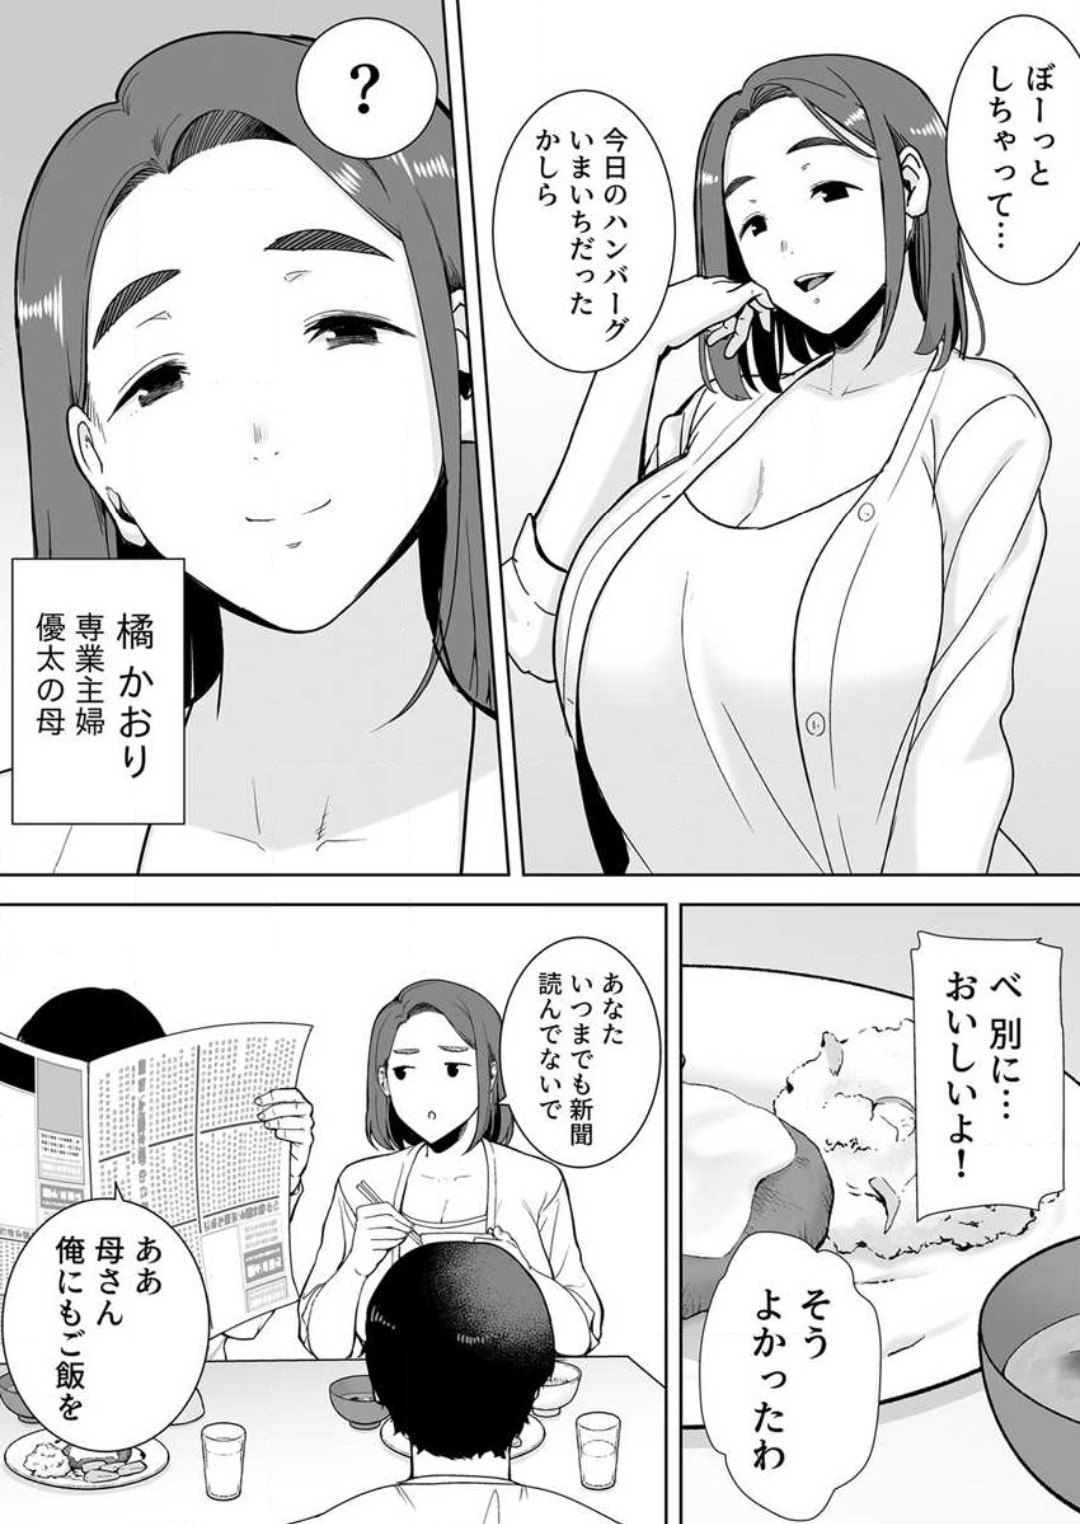 ぼーっと
しちゃって…
今日のハンバーグ
いまいちだった
かしら
？
橘 かおり
専業主婦
優太の母
べ 別に…
おいしいよ！
そう
よかったわ
あなた
いつまでも新聞
読んでないで
ああ
母さん
俺にもご飯を